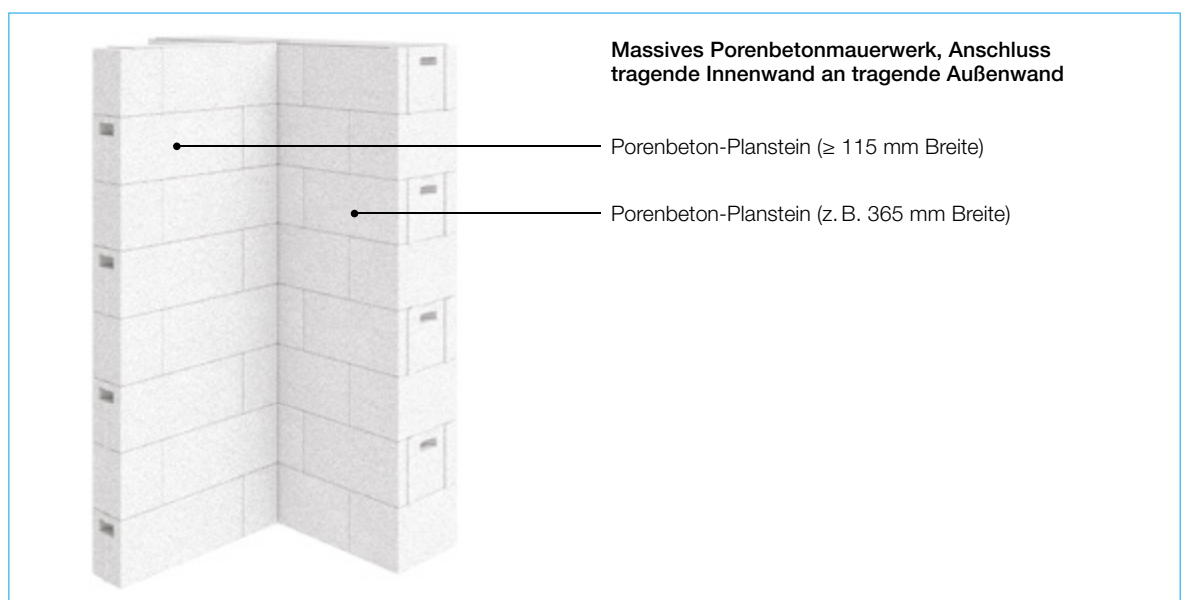 Massives Porenbetonmauerwerk, Anschluss
tragende Innenwand an tragende Außenwand
Porenbeton-Planstein (≥ 115 mm Breite)
Porenbeton-Planstein (z. B. 365 mm Breite)